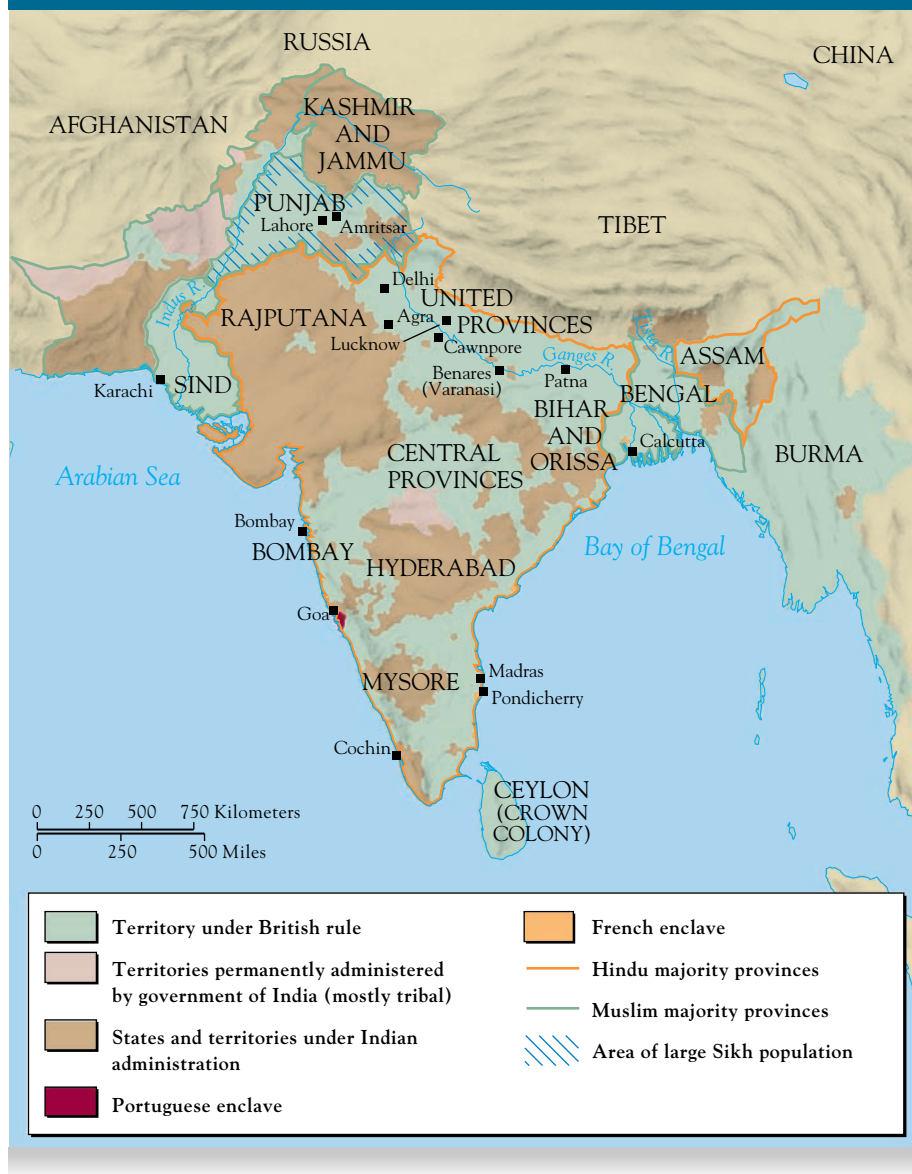 RUSSIA
CHINA
AFGHANISTAN
KASHMIR
AND
JAMMU
PUNJAB
Lahore
Amritsar
TIBET
Indus R.
Delhi
UNITED
PROVINCES
RAJPUTANA
Agra
Lucknow
Cawnpore
Tista R.
ASSAM
Ganges R.
Benares
(Varanasi)
Patna
BENGAL
Karachi
SIND
BIHAR
AND
ORISSA
Calcutta
BURMA
CENTRAL
PROVINCES
Arabian Sea
Bombay
BOMBAY
Bay of Bengal
HYDERABAD
Goa
MYSORE
Madras
Pondicherry
Cochin
CEYLON
(CROWN
COLONY)
0 250 500 750 Kilometers
0 250 500 Miles
Territory under British rule
Territories permanently administered
by government of India (mostly tribal)
States and territories under Indian
administration
Portuguese enclave
French enclave
Hindu majority provinces
Muslim majority provinces
Area of large Sikh population